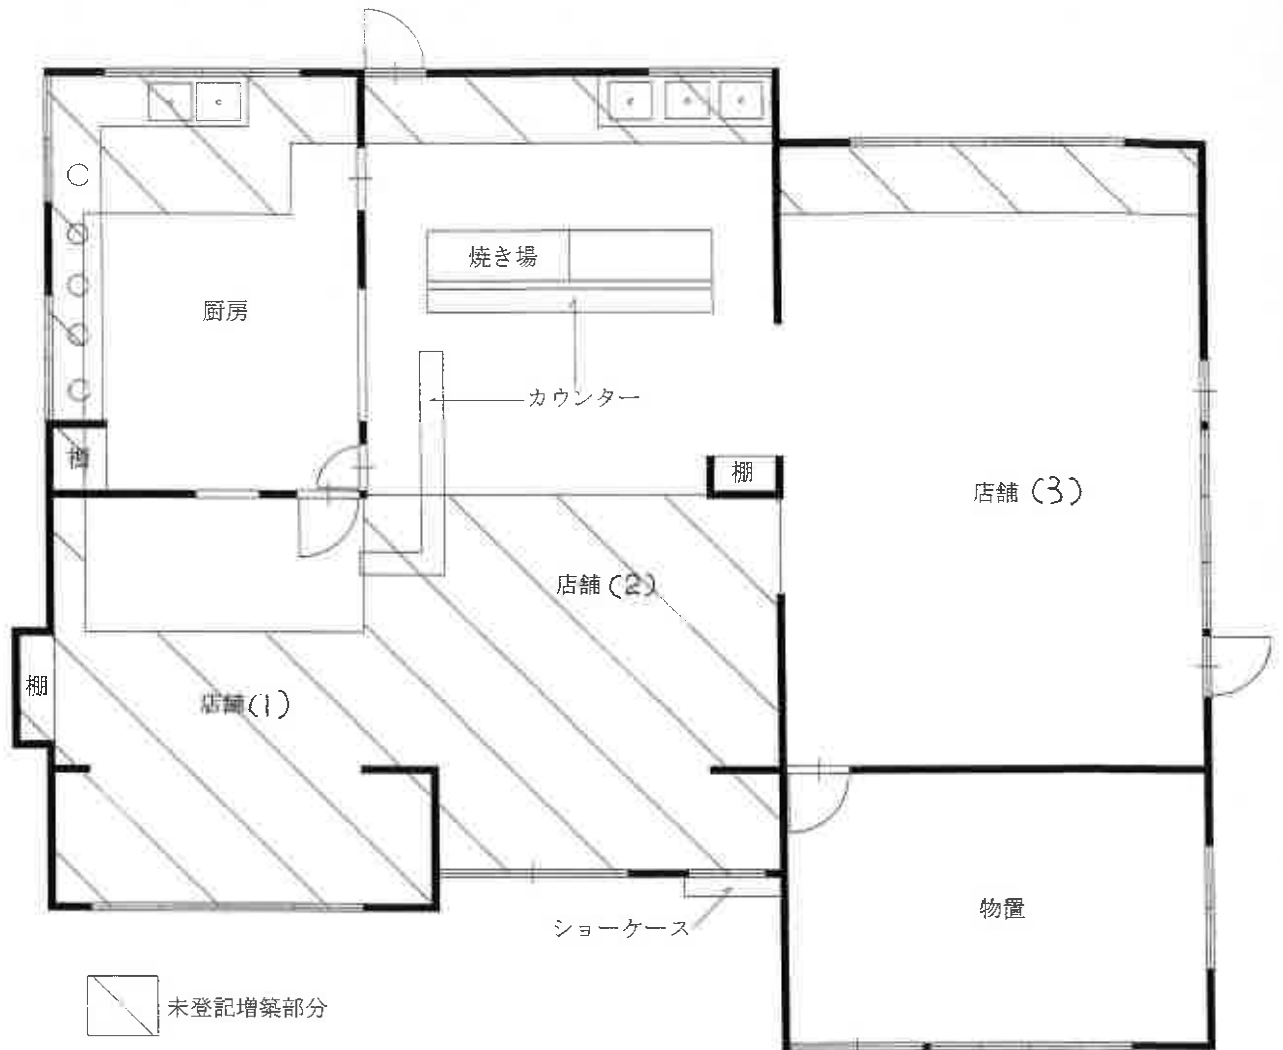 焼き場
厨房
カウンター
棚
棚
店舗 (3)
店舗 (2)
棚
店舗 (1)
物置
ショーケース
未登記増築部分